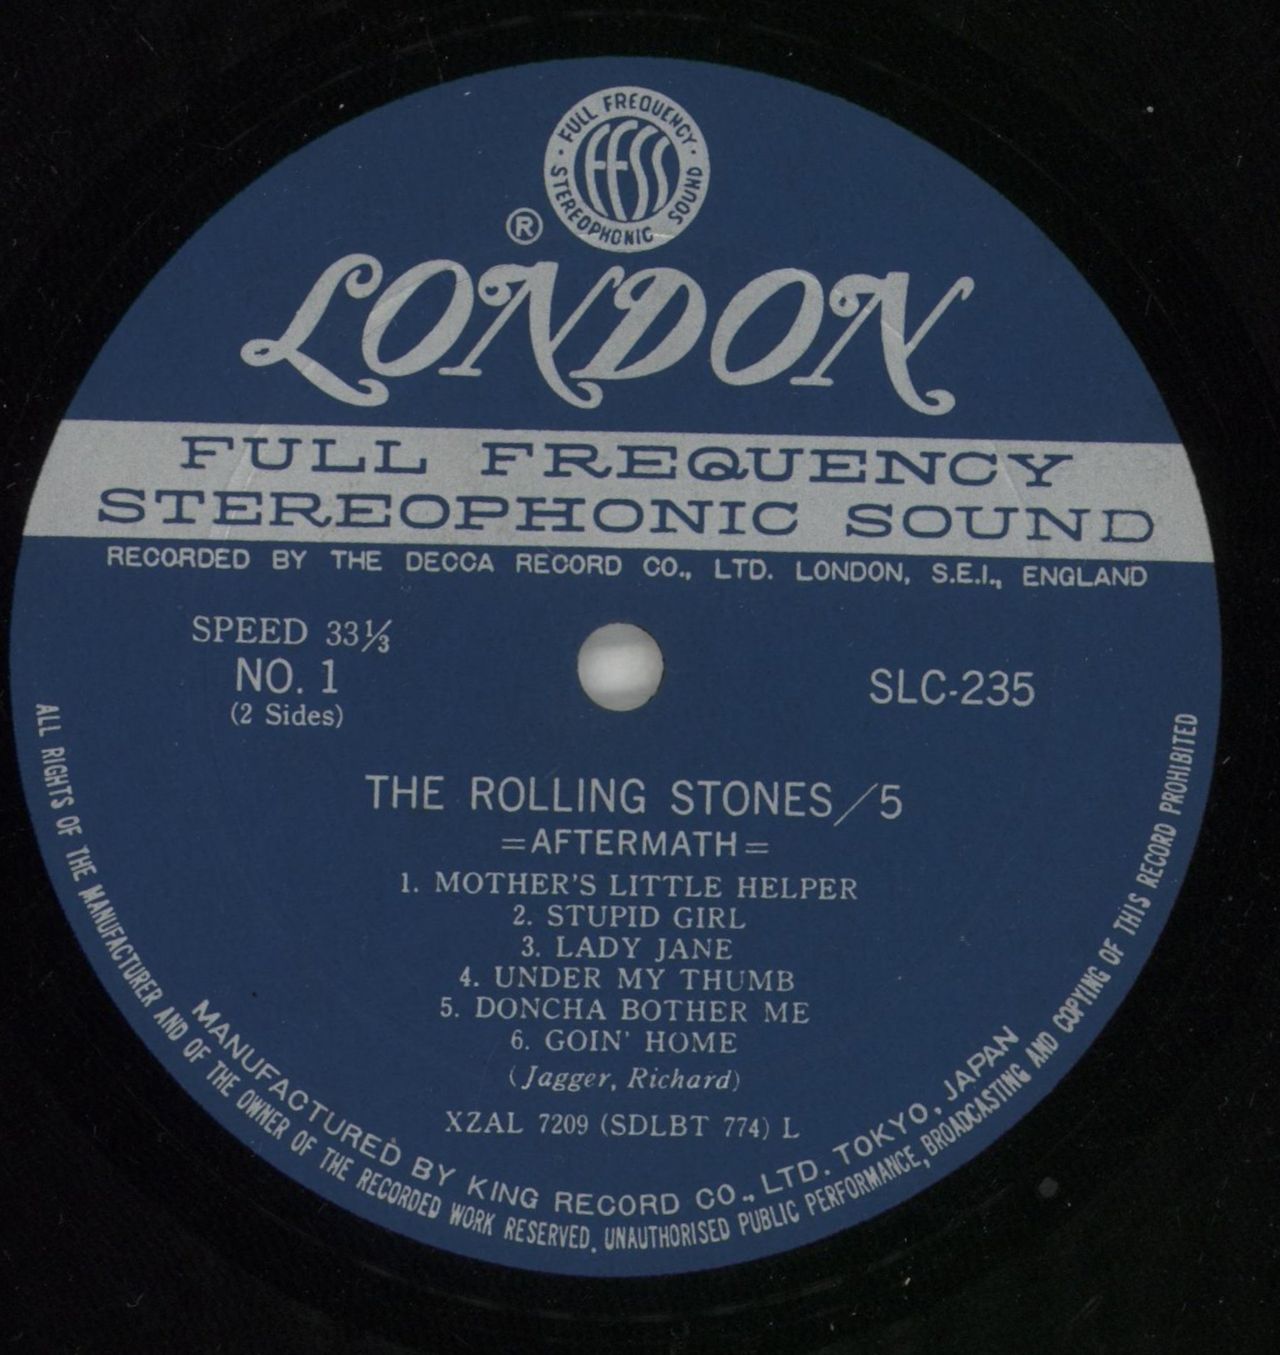 FULL FREQUENCY
STEREOPHONIC SOUND
FFSS
®
LONDON
FULL FREQUENCY
STEREOPHONIC SOUND
RECORDED BY THE DECCA RECORD CO., LTD. LONDON, S.E.I., ENGLAND
SPEED 33⅓
NO. 1
(2 Sides)
SLC-235
THE ROLLING STONES/5
=AFTERMATH=
1. MOTHER'S LITTLE HELPER
2. STUPID GIRL
3. LADY JANE
4. UNDER MY THUMB
5. DONCHA BOTHER ME
6. GOIN' HOME
(Jagger, Richard)
XZAL 7209 (SDLBT 774) L
MANUFACTURED BY KING RECORD CO., LTD. TOKYO, JAPAN
ALL RIGHTS OF THE MANUFACTURER AND OF THE OWNER OF THE RECORDED WORK RESERVED. UNAUTHORISED PUBLIC PERFORMANCE, BROADCASTING AND COPYING OF THIS RECORD PROHIBITED